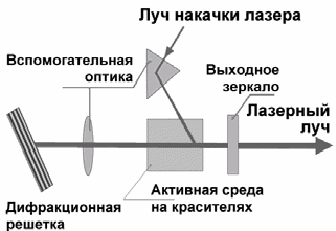 Луч накачки лазера
Вспомогательная
оптика
Выходное
зеркало
Лазерный
луч
Дифракционная
решетка
Активная среда
на красителях